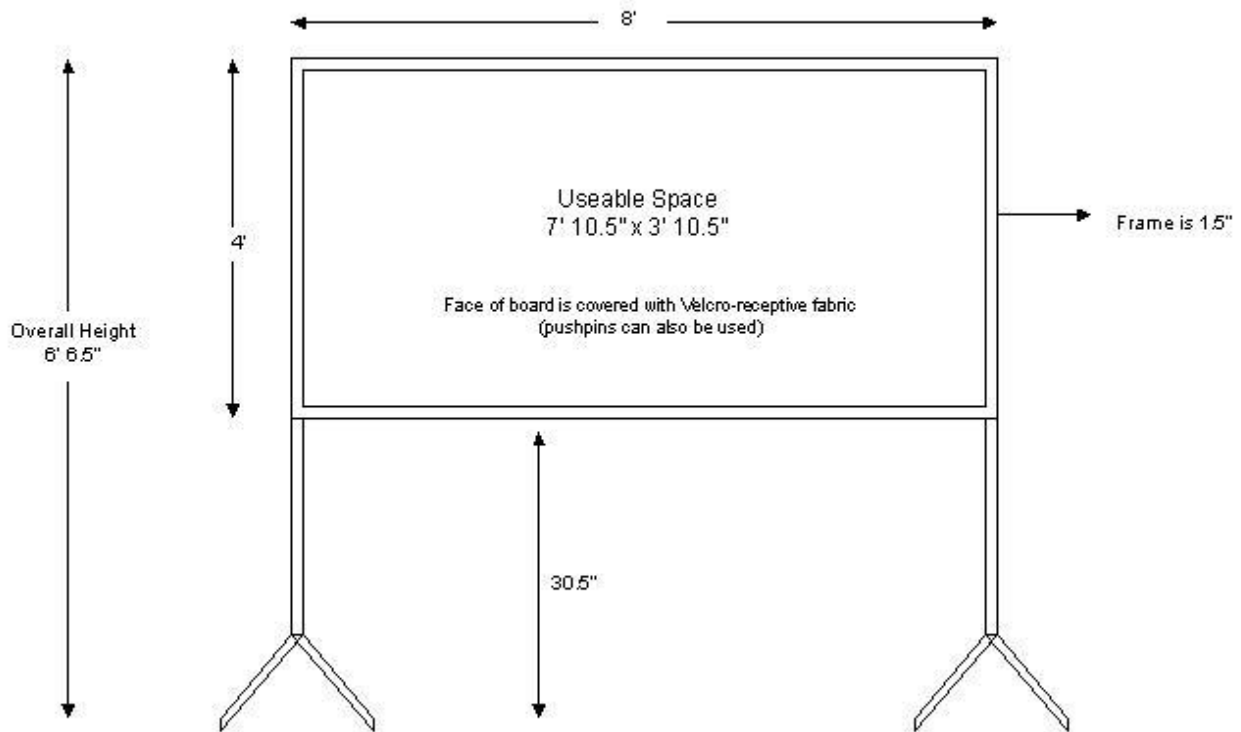 8'
Useable Space
7' 10.5" x 3' 10.5"
Frame is 1.5"
4'
Face of board is covered with Velcro-receptive fabric
(pushpins can also be used)
Overall Height
6' 6.5"
30.5"